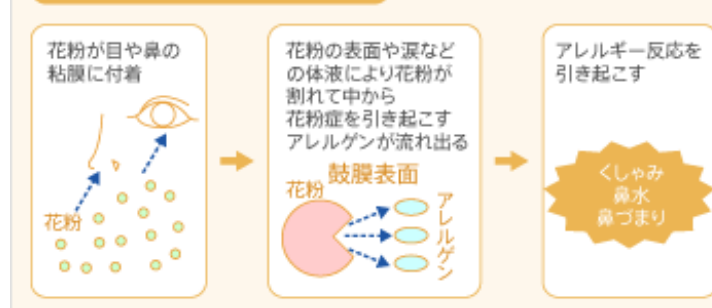 花粉が目や鼻の
粘膜に付着
花粉
花粉の表面や涙など
の体液により花粉が
割れて中から
花粉症を引き起こす
アレルゲンが流れ出る
鼓膜表面
花粉
アレルゲン
アレルギー反応を
引き起こす
くしゃみ
鼻水
鼻づまり